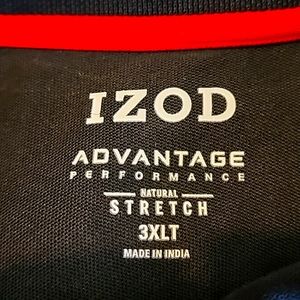 IZOD
ADVANTAGE
PERFORMANCE
NATURAL
STRETCH
3XLT
MADE IN INDIA